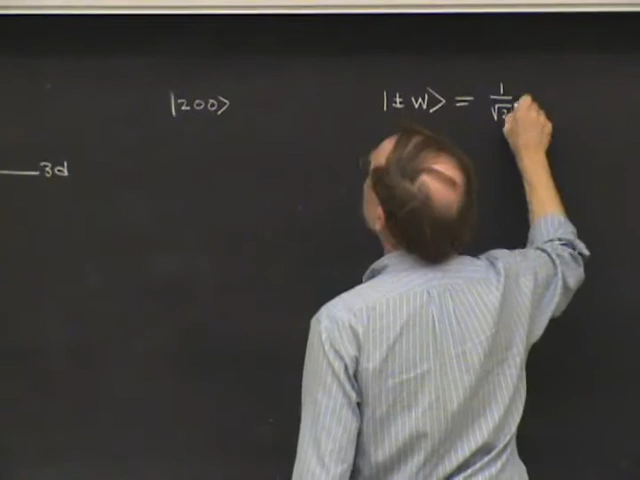 |200⟩
|± W⟩ = 1/√2
3d